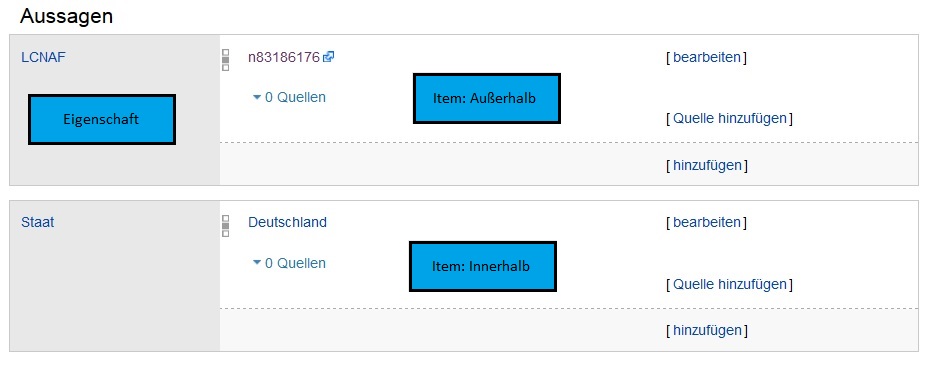 Aussagen
LCNAF
n83186176
[ bearbeiten ]
0 Quellen
Item: Außerhalb
Eigenschaft
[ Quelle hinzufügen ]
[ hinzufügen ]
Staat
Deutschland
[ bearbeiten ]
0 Quellen
Item: Innerhalb
[ Quelle hinzufügen ]
[ hinzufügen ]